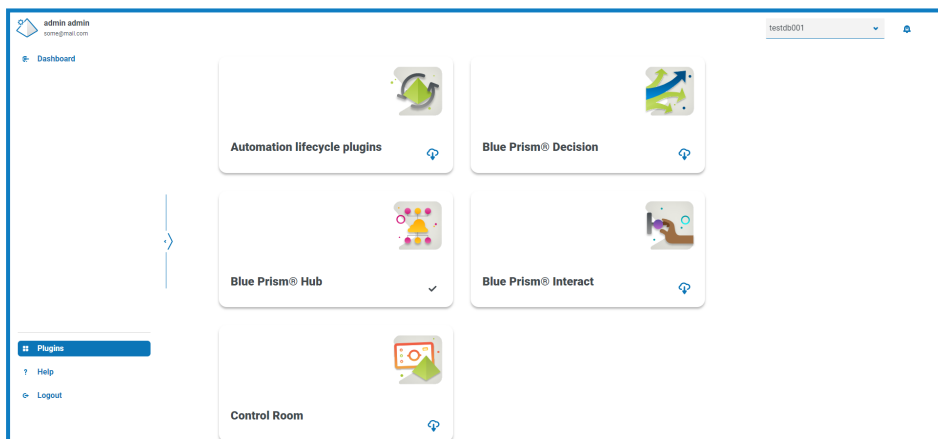 admin admin
some@mail.com
testdb001
Dashboard
Automation lifecycle plugins
Blue Prism® Decision
Blue Prism® Hub
Blue Prism® Interact
Control Room
Plugins
? Help
Logout